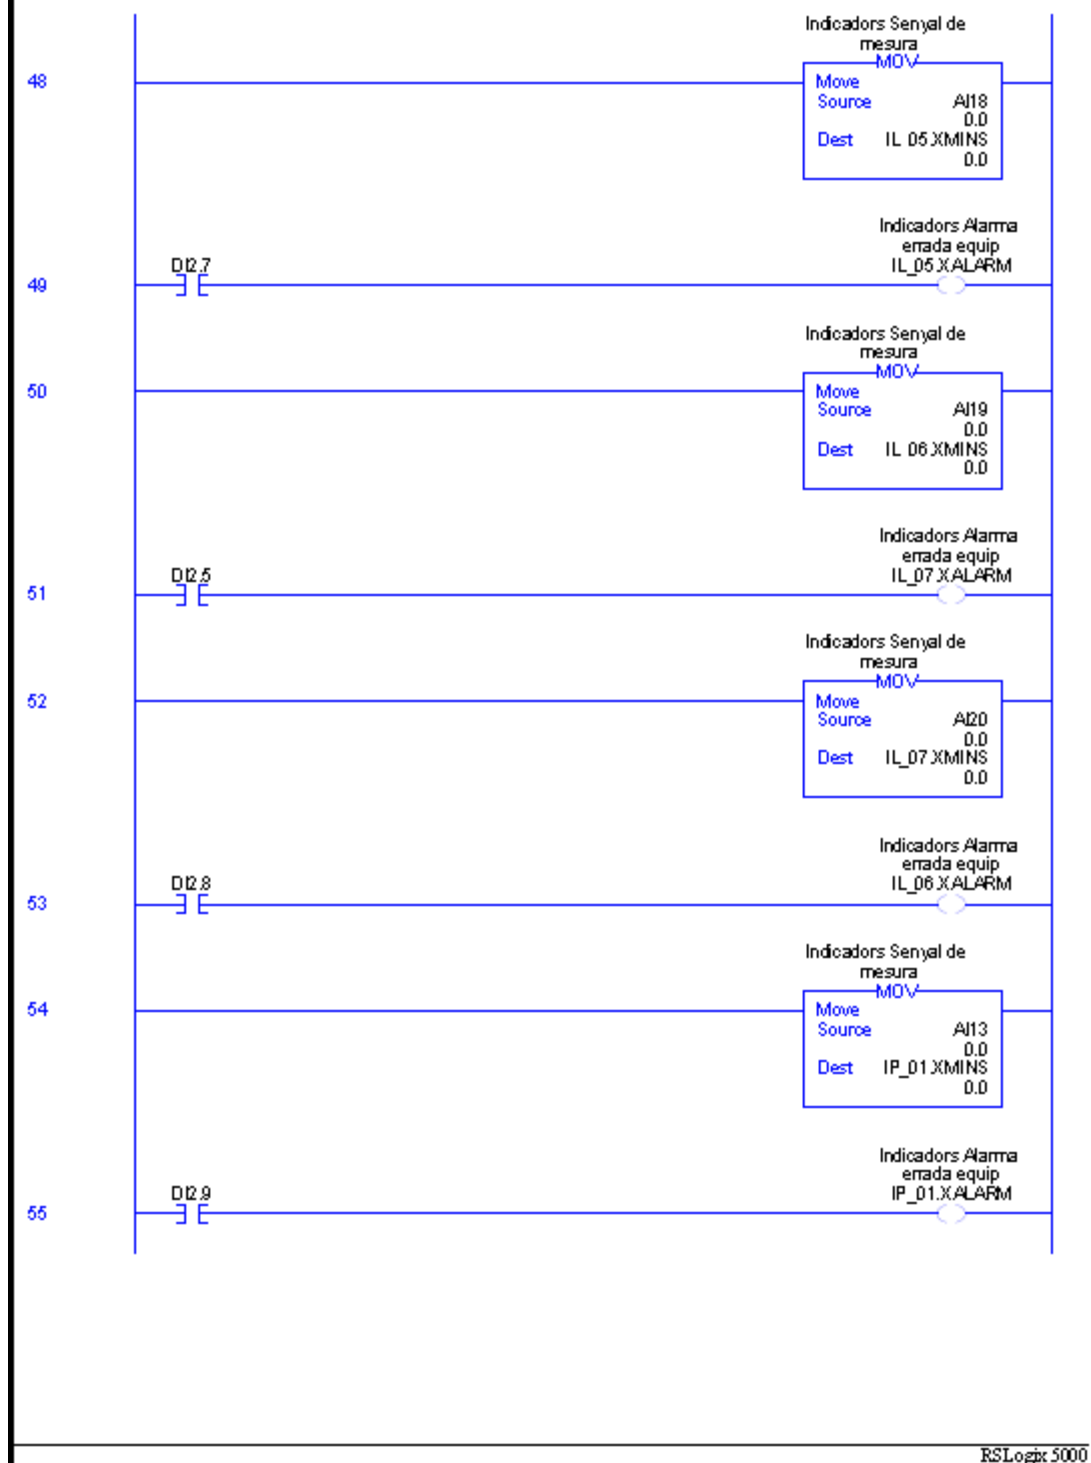 Indicadors Senyal de
mesura
MOV
48
Move
Source AI18
0.0
Dest IL_05.XMINS
0.0
Indicadors Alarma
errada equip
DI2.7 IL_05.XALARM
49
Indicadors Senyal de
mesura
MOV
50
Move
Source AI19
0.0
Dest IL_06.XMINS
0.0
Indicadors Alarma
errada equip
DI2.5 IL_07.XALARM
51
Indicadors Senyal de
mesura
MOV
52
Move
Source AI20
0.0
Dest IL_07.XMINS
0.0
Indicadors Alarma
errada equip
DI2.8 IL_06.XALARM
53
Indicadors Senyal de
mesura
MOV
54
Move
Source AI13
0.0
Dest IP_01.XMINS
0.0
Indicadors Alarma
errada equip
DI2.9 IP_01.XALARM
55
RSLogix 5000